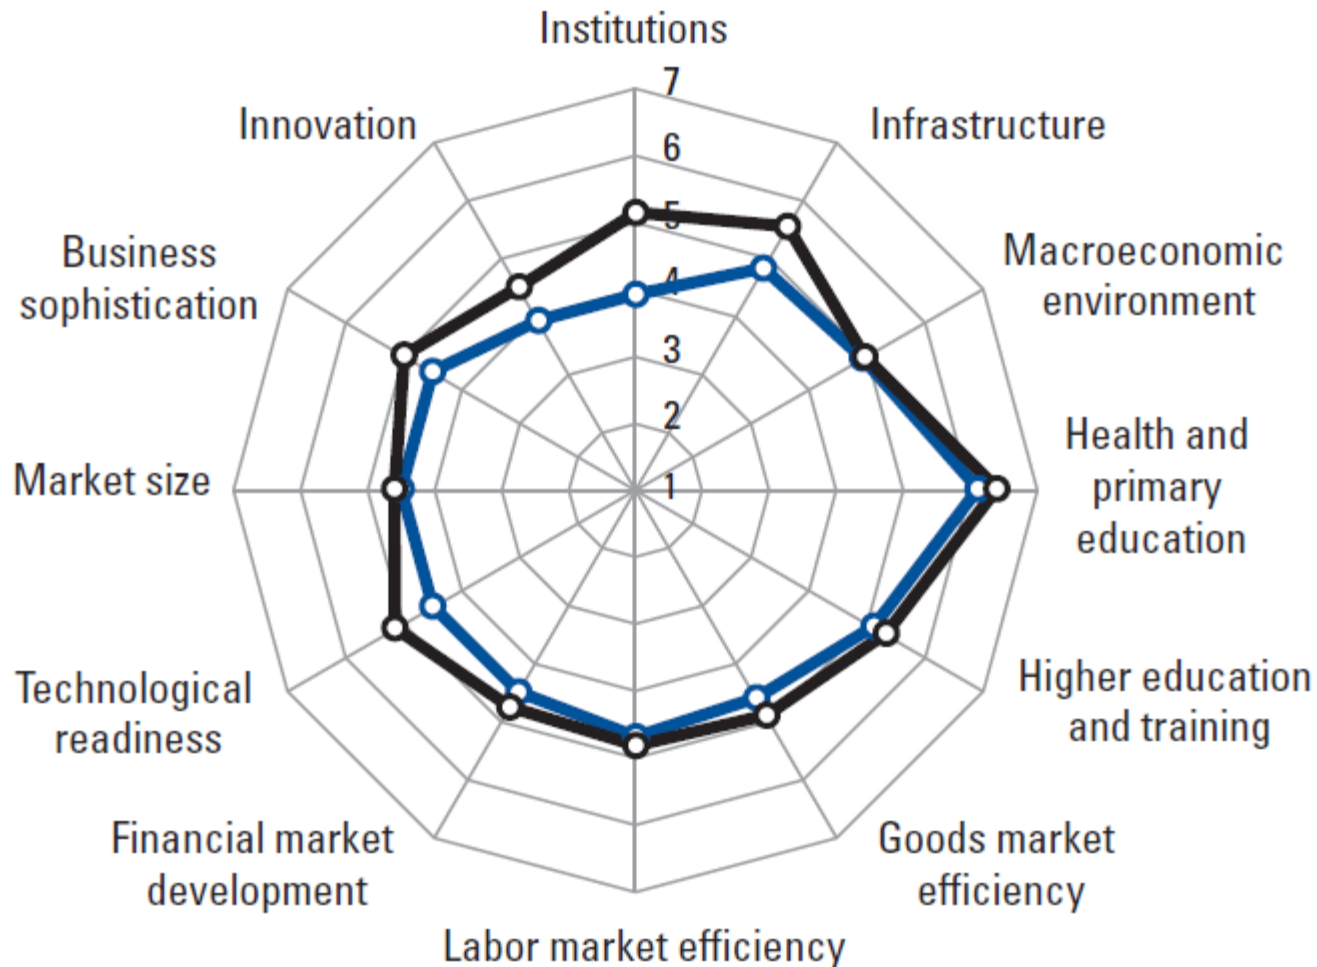 Institutions
7
6
5
4
3
2
1
Infrastructure
Macroeconomic
environment
Health and
primary
education
Higher education
and training
Goods market
efficiency
Labor market efficiency
Financial market
development
Technological
readiness
Market size
Business
sophistication
Innovation